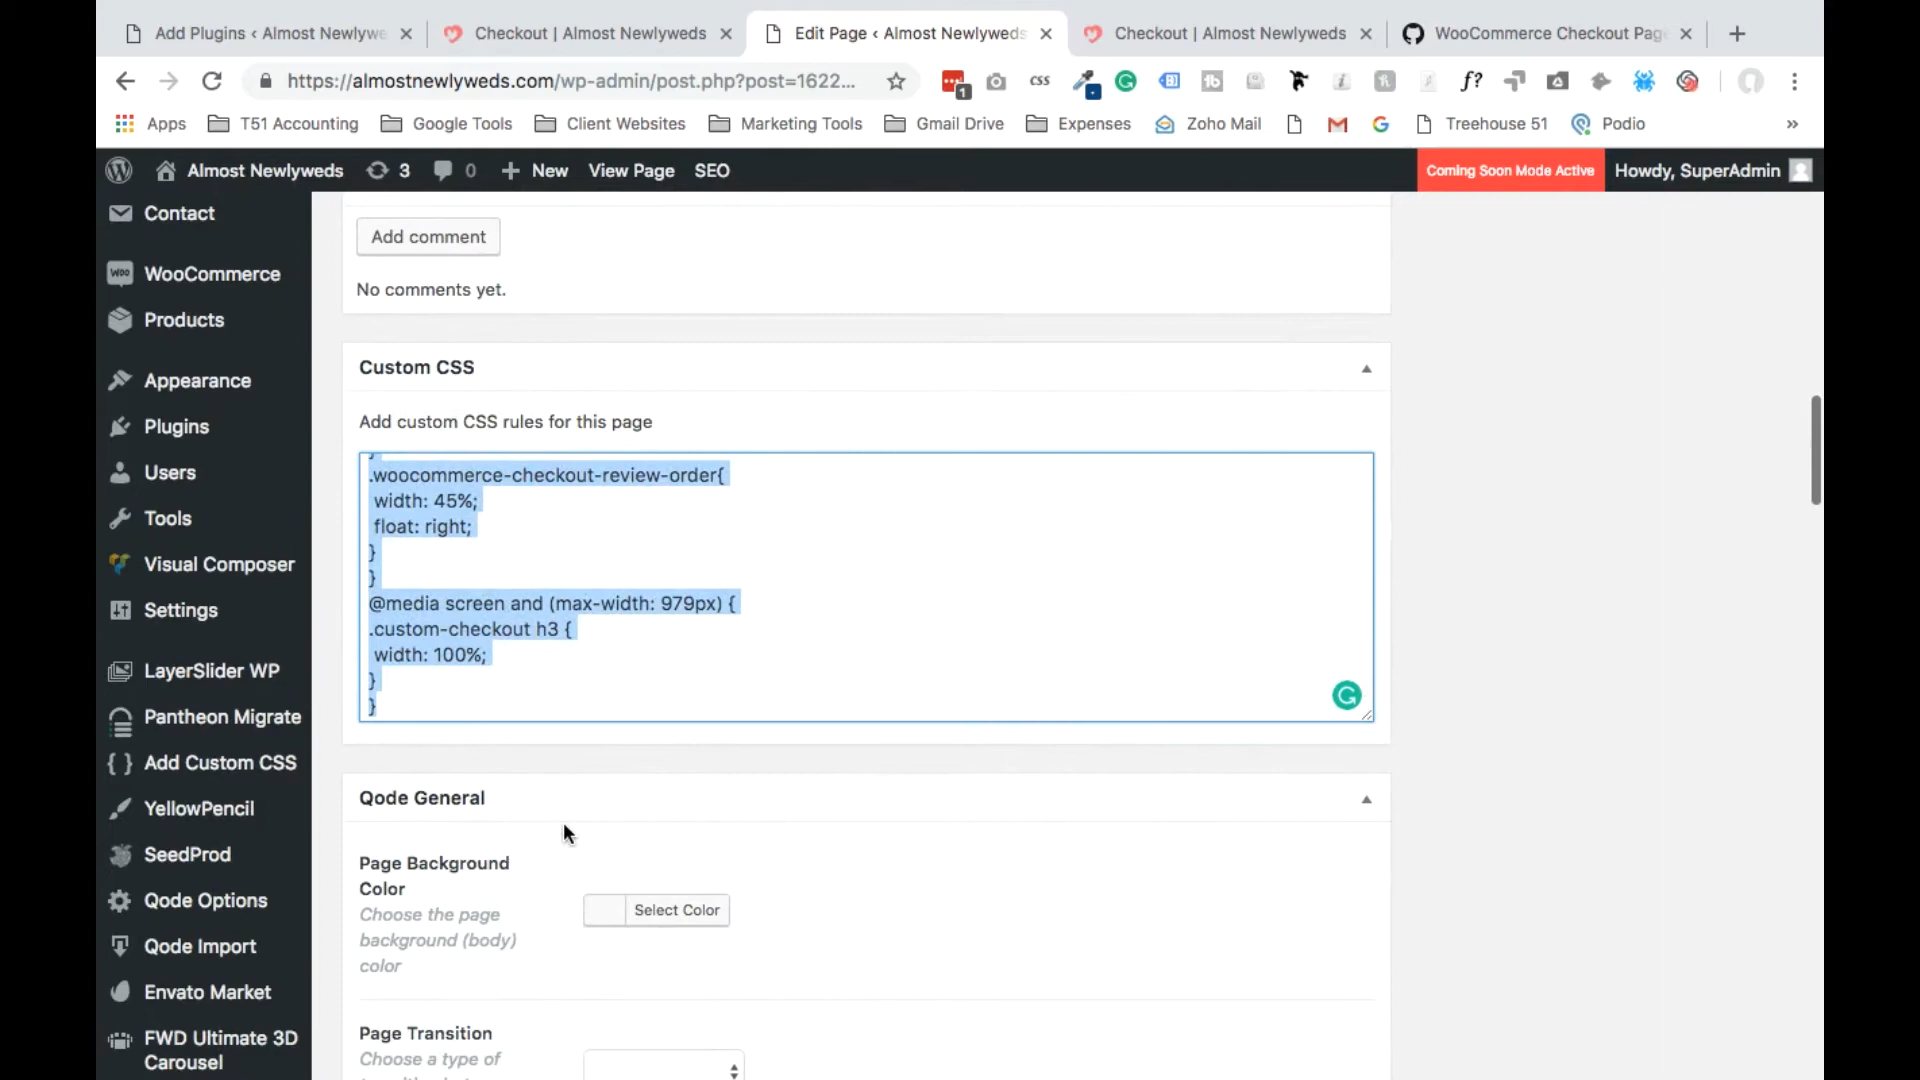 Add Plugins ‹ Almost Newlywe
Checkout | Almost Newlyweds
Edit Page ‹ Almost Newlyweds
Checkout | Almost Newlyweds
WooCommerce Checkout Pag
https://almostnewlyweds.com/wp-admin/post.php?post=1622...
1
CSS
f?
Apps
T51 Accounting
Google Tools
Client Websites
Marketing Tools
Gmail Drive
Expenses
Zoho Mail
Treehouse 51
Podio
»
Almost Newlyweds
3
0
New
View Page
SEO
Coming Soon Mode Active
Howdy, SuperAdmin
Contact
WooCommerce
Products
Appearance
Plugins
Users
Tools
Visual Composer
Settings
LayerSlider WP
Pantheon Migrate
Add Custom CSS
YellowPencil
SeedProd
Qode Options
Qode Import
Envato Market
FWD Ultimate 3D
Carousel
Add comment
No comments yet.
Custom CSS
Add custom CSS rules for this page
}
.woocommerce-checkout-review-order{
width: 45%;
float: right;
}
}
@media screen and (max-width: 979px) {
.custom-checkout h3 {
width: 100%;
}
}
Qode General
Page Background
Color
Choose the page
background (body)
color
Select Color
Page Transition
Choose a type of